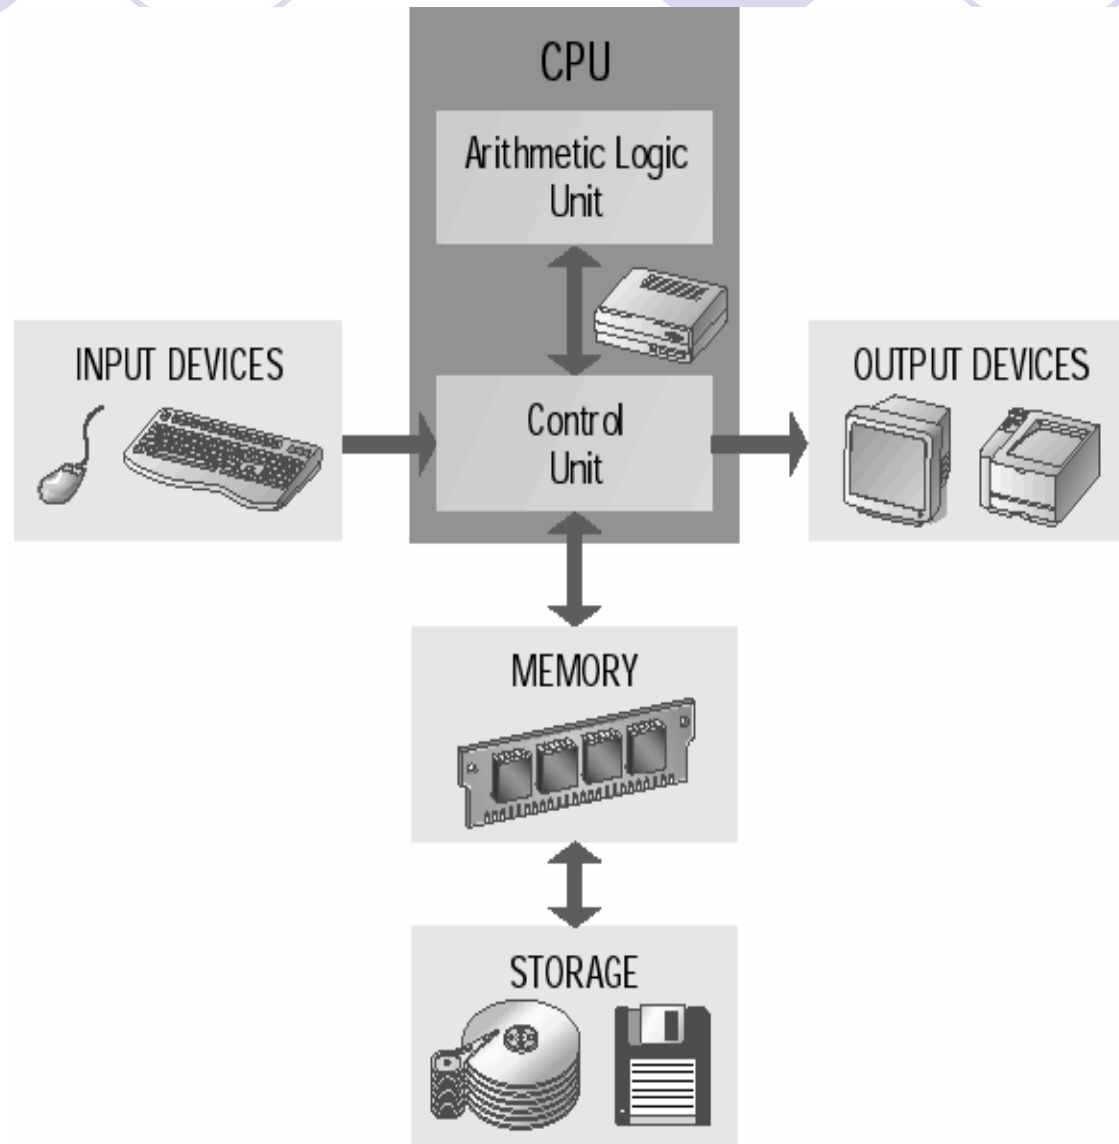 CPU
Arithmetic Logic
Unit
INPUT DEVICES
Control
Unit
OUTPUT DEVICES
MEMORY
STORAGE